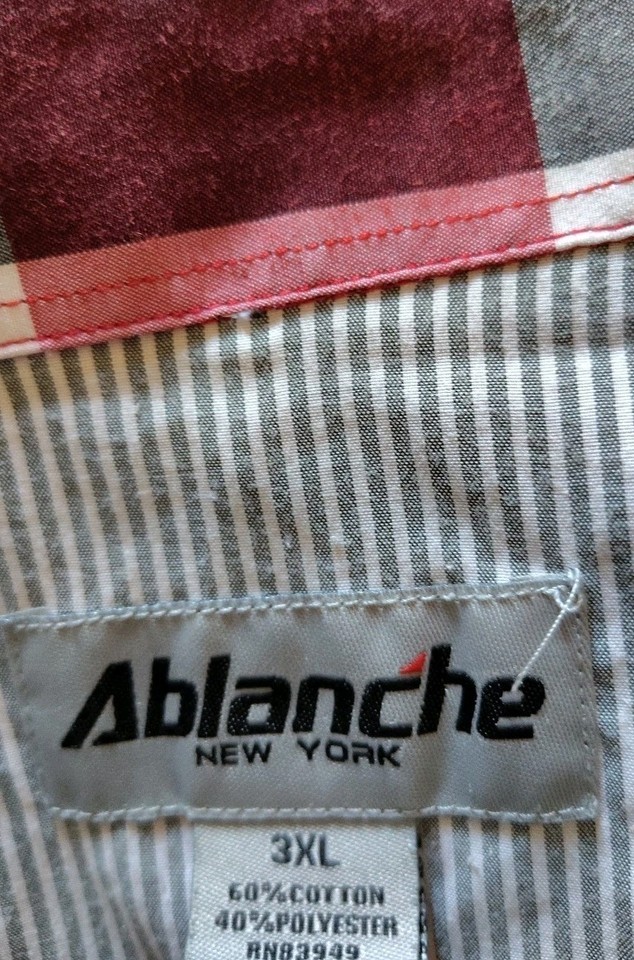 Ablanche
NEW YORK
3XL
60%COTTON
40%POLYESTER
RN83949